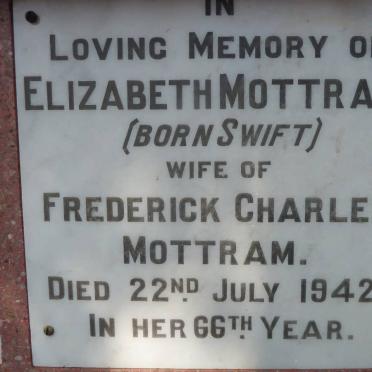 IN
LOVING MEMORY O
ELIZABETH MOTTRA
(BORN SWIFT)
WIFE OF
FREDERICK CHARLE
MOTTRAM.
DIED 22ND JULY 1942
IN HER 66TH YEAR.